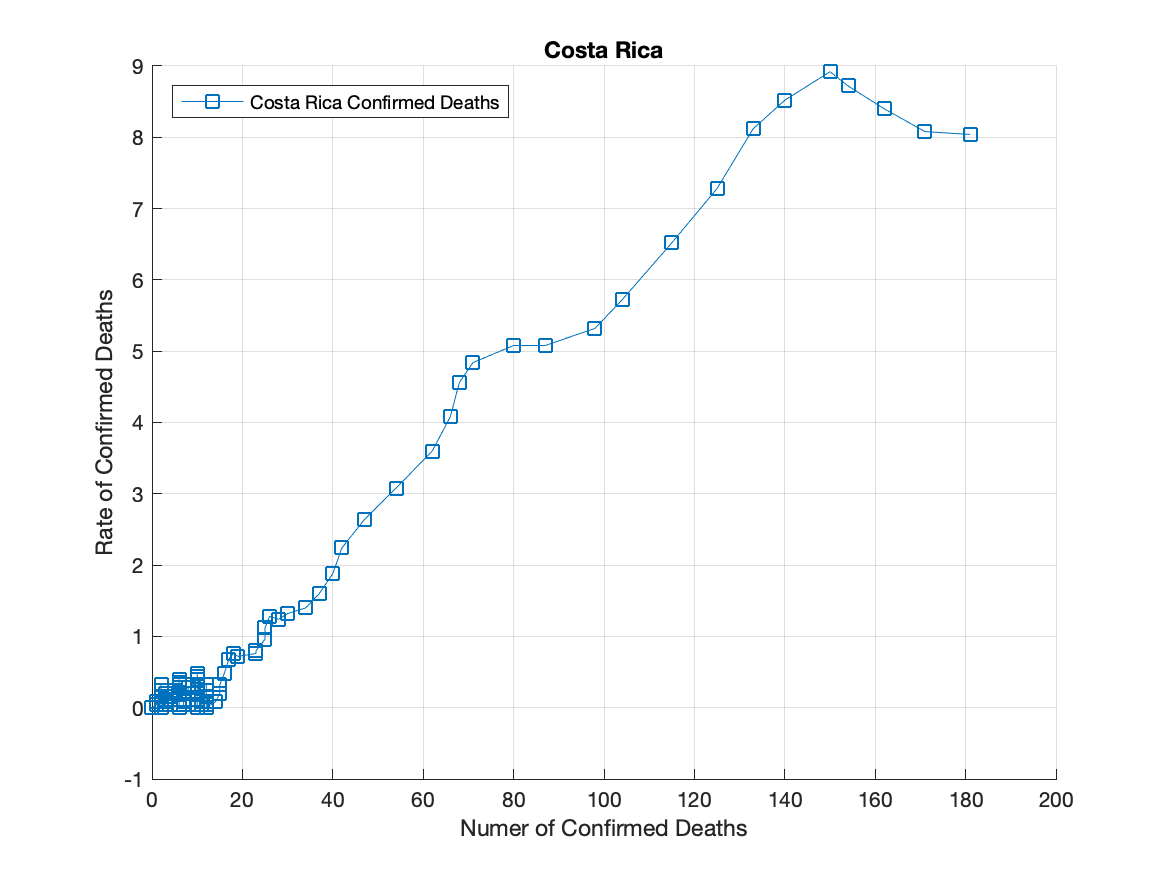 Costa Rica
Costa Rica Confirmed Deaths
9
8
7
6
5
4
3
2
1
0
-1
Rate of Confirmed Deaths
0 20 40 60 80 100 120 140 160 180 200
Numer of Confirmed Deaths